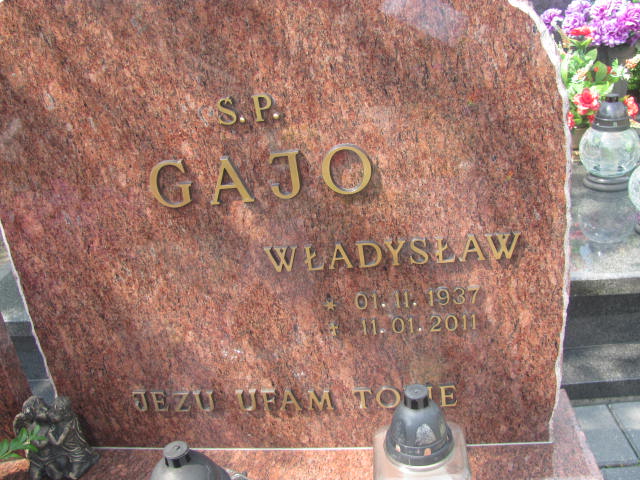 S.P.
GAJO
WŁADYSŁAW
* 01.11.1937
+ 11.01.2011
JEZU UFAM